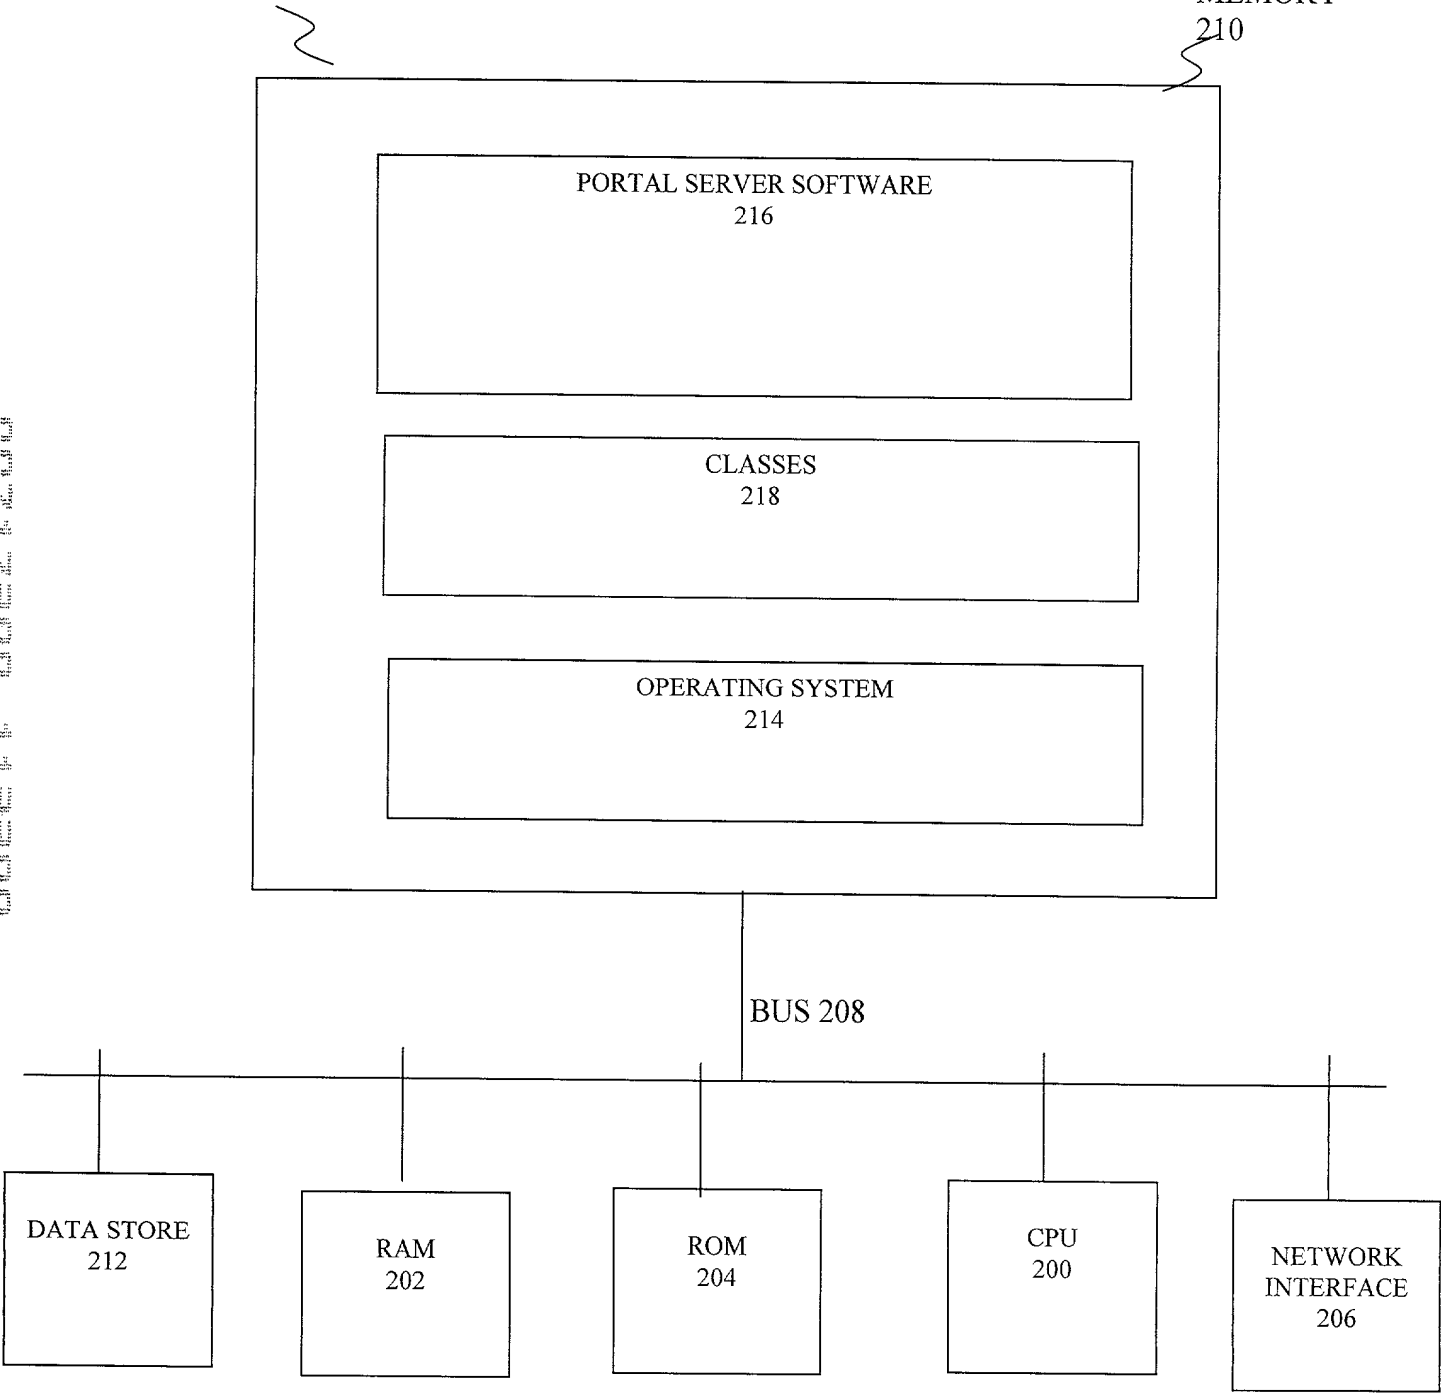 MEMORY
210
PORTAL SERVER SOFTWARE
216
CLASSES
218
OPERATING SYSTEM
214
BUS 208
DATA STORE
212
RAM
202
ROM
204
CPU
200
NETWORK
INTERFACE
206